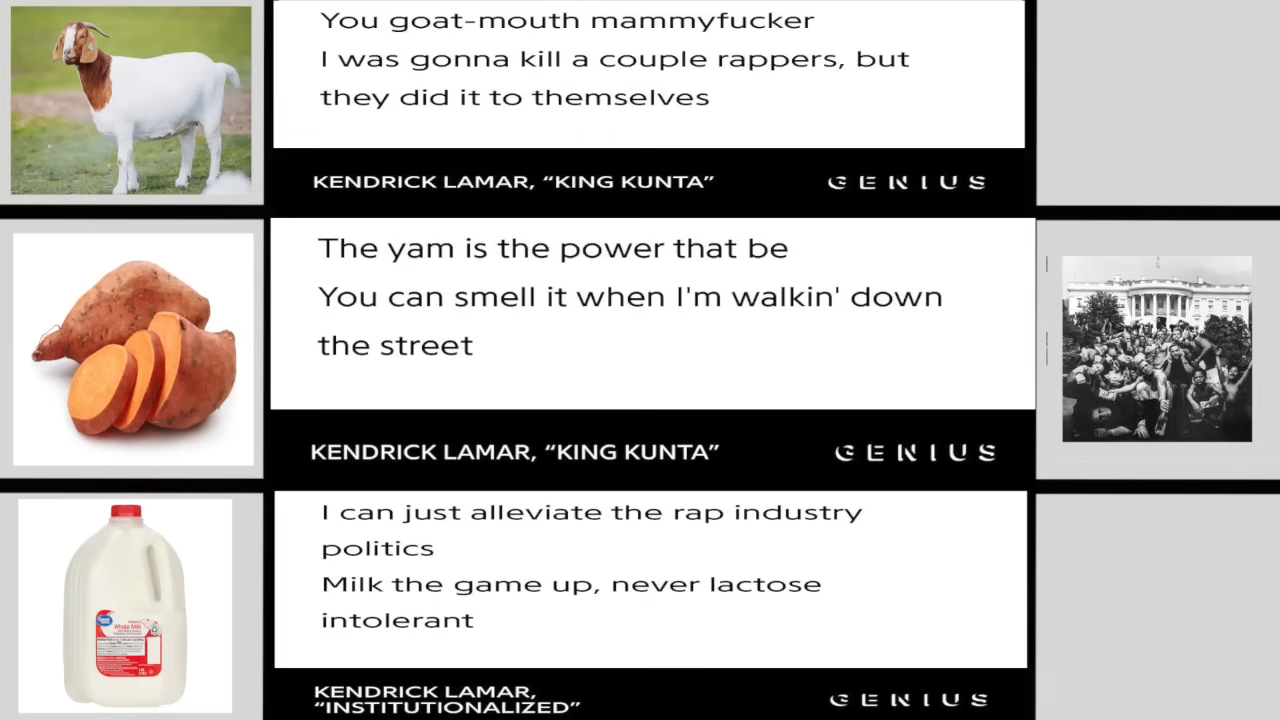 You goat-mouth mammyfucker
I was gonna kill a couple rappers, but
they did it to themselves
KENDRICK LAMAR, “KING KUNTA”
GENIUS
The yam is the power that be
You can smell it when I'm walkin' down
the street
KENDRICK LAMAR, “KING KUNTA”
GENIUS
Whole Milk
I can just alleviate the rap industry
politics
Milk the game up, never lactose
intolerant
KENDRICK LAMAR,
“INSTITUTIONALIZED”
GENIUS